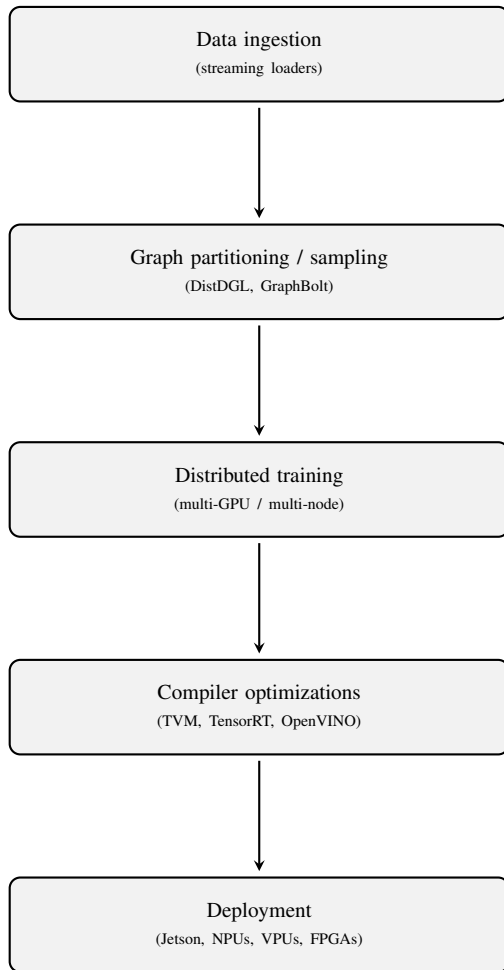 Data ingestion
(streaming loaders)
Graph partitioning / sampling
(DistDGL, GraphBolt)
Distributed training
(multi-GPU / multi-node)
Compiler optimizations
(TVM, TensorRT, OpenVINO)
Deployment
(Jetson, NPUs, VPUs, FPGAs)